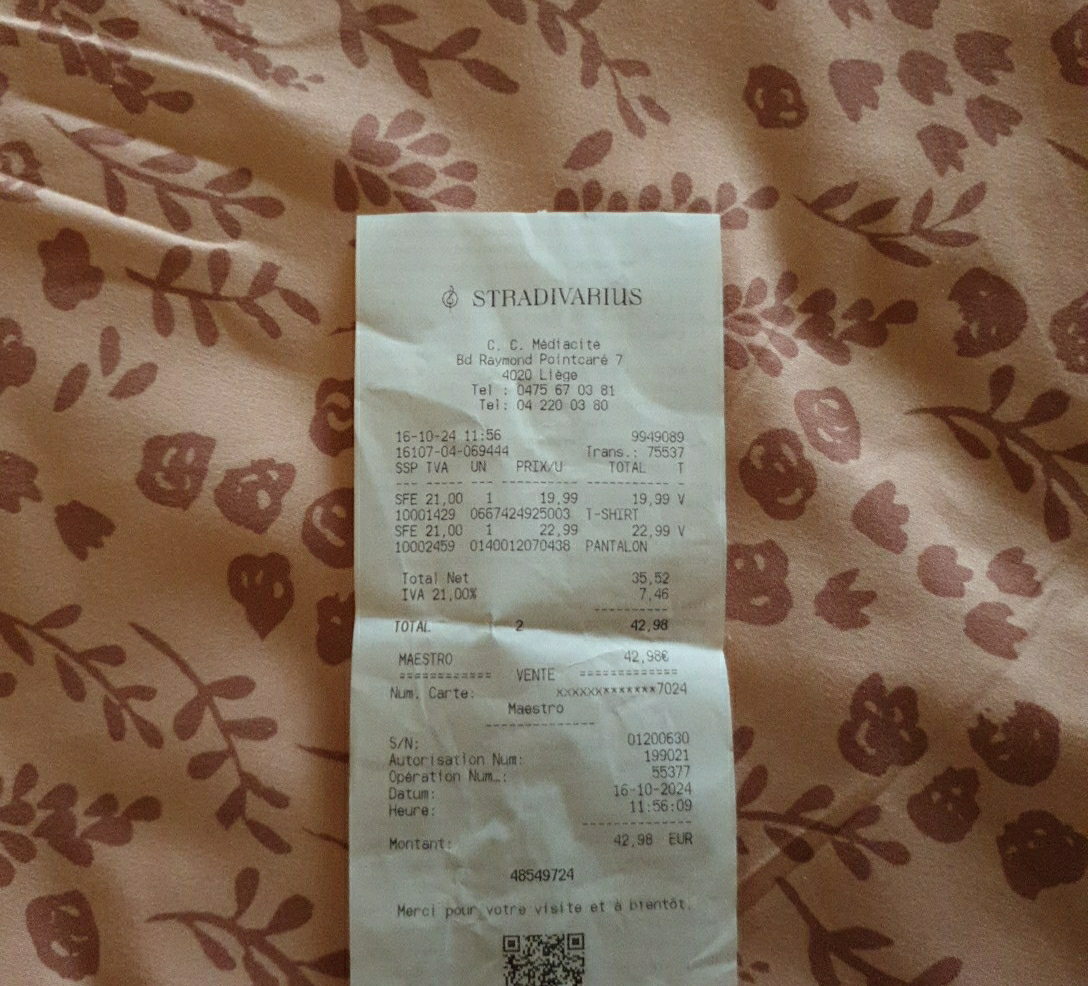 STRADIVARIUS
C. C. Médiacite
Bd Raymond Pointcaré 7
4020 Liège
Tel : 0475 67 03 81
Tel: 04 220 03 80
16-10-24 11:56 9949089
16107-04-069444 Trans.: 75537
SSP TVA UN PRIX/U TOTAL T
SFE 21,00 1 19,99 19,99 V
10001429 0667424925003 T-SHIRT
SFE 21,00 1 22,99 22,99 V
10002459 0140012070438 PANTALON
Total Net 35,52
IVA 21,00% 7,46
TOTAL 2 42,98
MAESTRO 42,98€
============ VENTE =============
Num. Carte: xxxxxxxxxxxxx7024
Maestro
S/N: 01200630
Autorisation Num: 199021
Opération Num.: 55377
Datum: 16-10-2024
Heure: 11:56:09
Montant: 42,98 EUR
48549724
Merci pour votre visite et à bientôt.